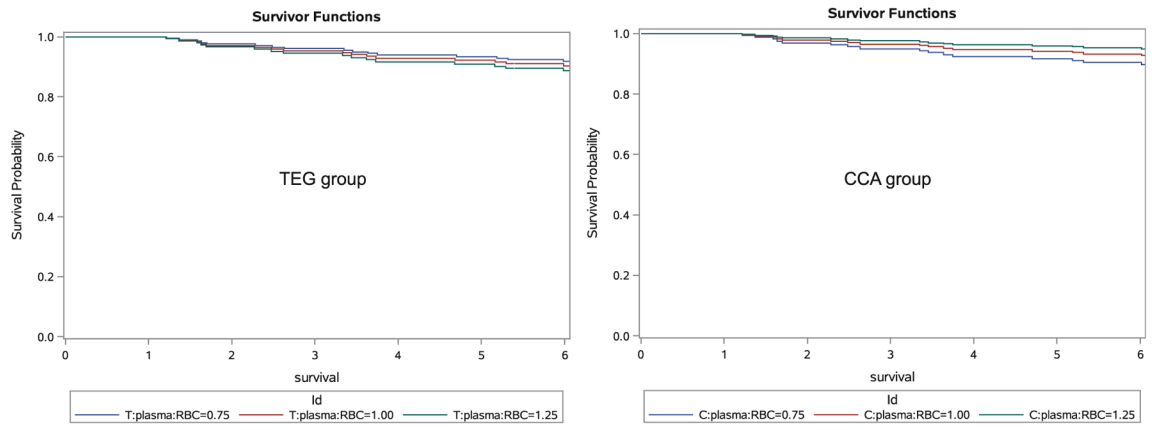 Survivor Functions
1.0
0.8
0.6
0.4
0.2
0.0
Survival Probability
TEG group
0 1 2 3 4 5 6
survival
Id
T:plasma:RBC=0.75 T:plasma:RBC=1.00 T:plasma:RBC=1.25
Survivor Functions
1.0
0.8
0.6
0.4
0.2
0.0
Survival Probability
CCA group
0 1 2 3 4 5 6
survival
Id
C:plasma:RBC=0.75 C:plasma:RBC=1.00 C:plasma:RBC=1.25